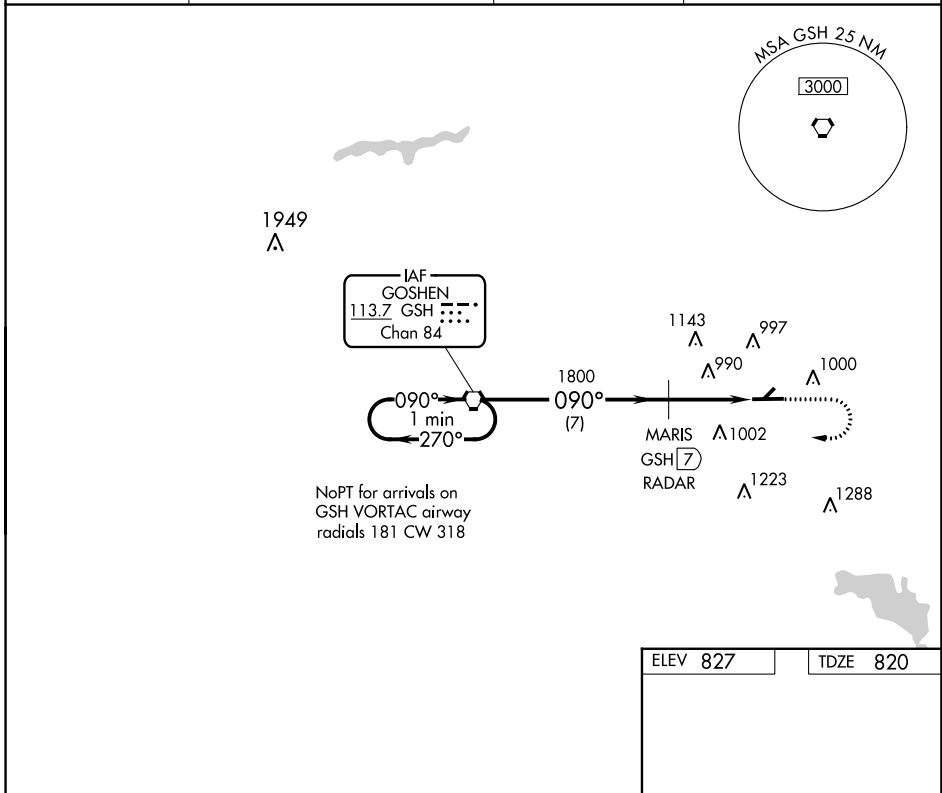 MSA GSH 25 NM
3000
1949
IAF
GOSHEN
113.7 GSH
Chan 84
1143
997
990
1000
1800
090°
090°
1 min
(7)
270°
MARIS
GSH 7
RADAR
1002
1223
1288
NoPT for arrivals on
GSH VORTAC airway
radials 181 CW 318
ELEV 827
TDZE 820